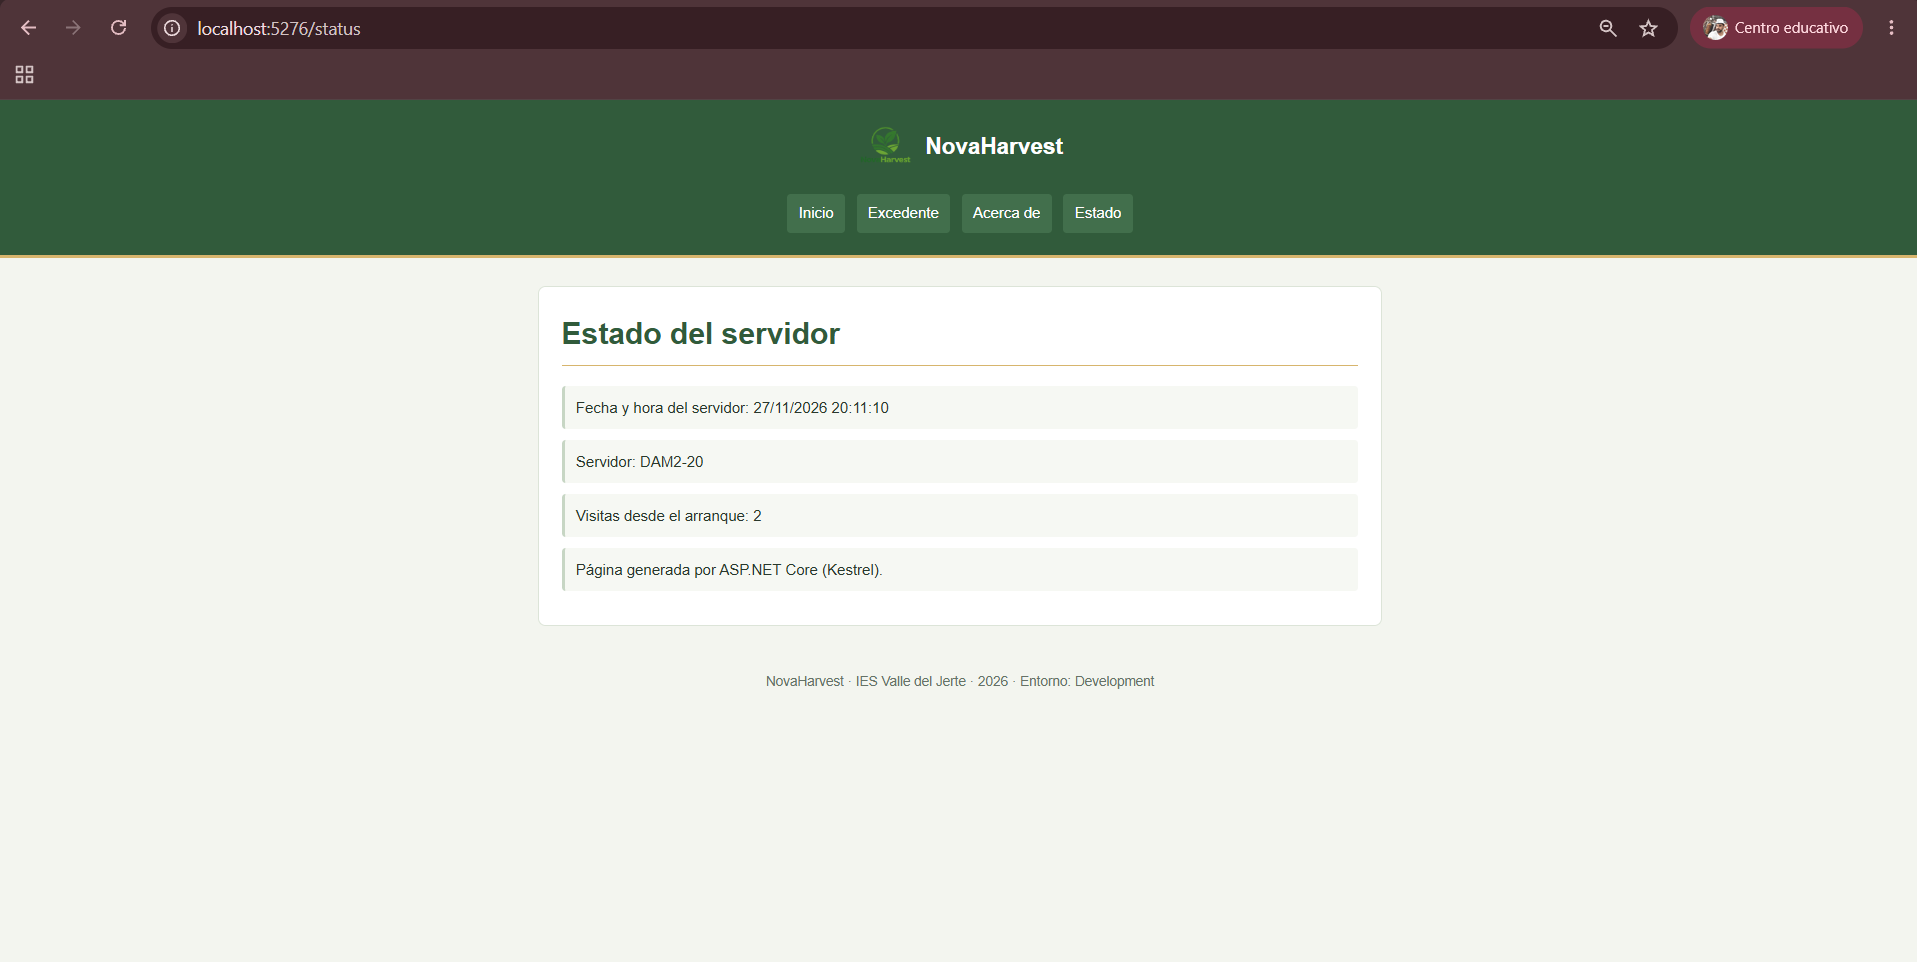 localhost:5276/status
Centro educativo
Harvest
NovaHarvest
Inicio Excedente Acerca de Estado
Estado del servidor
Fecha y hora del servidor: 27/11/2026 20:11:10
Servidor: DAM2-20
Visitas desde el arranque: 2
Página generada por ASP.NET Core (Kestrel).
NovaHarvest · IES Valle del Jerte · 2026 · Entorno: Development